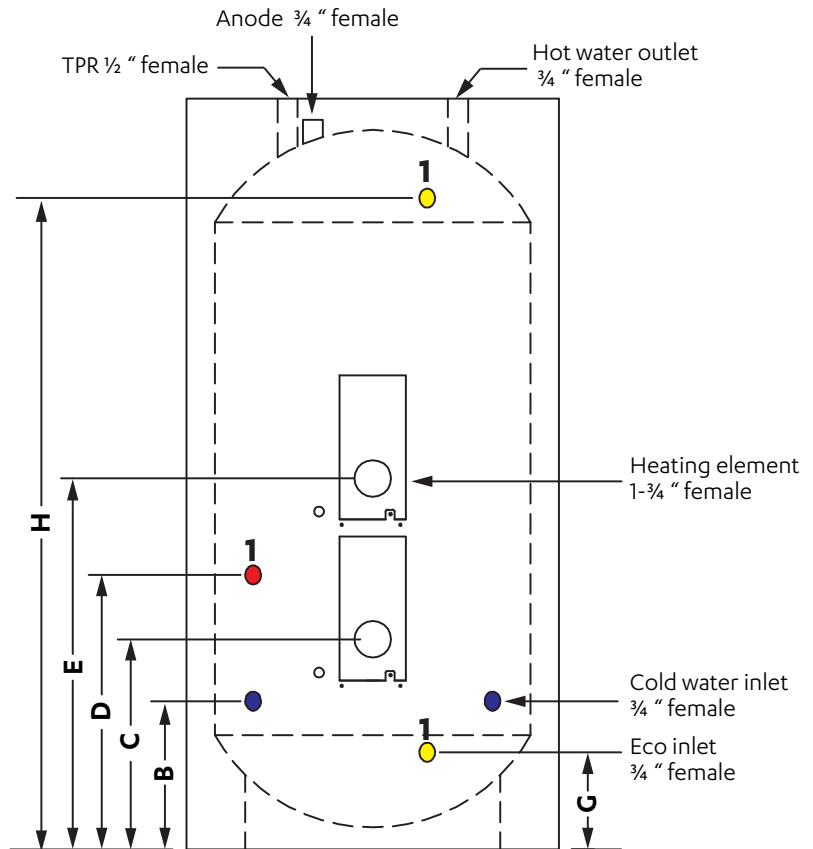 Anode ¾ “ female
TPR ½ “ female
Hot water outlet
¾ “ female
1
H
Heating element
1-¾ “ female
1
E
D
C
B
Cold water inlet
¾ “ female
1
Eco inlet
¾ “ female
G